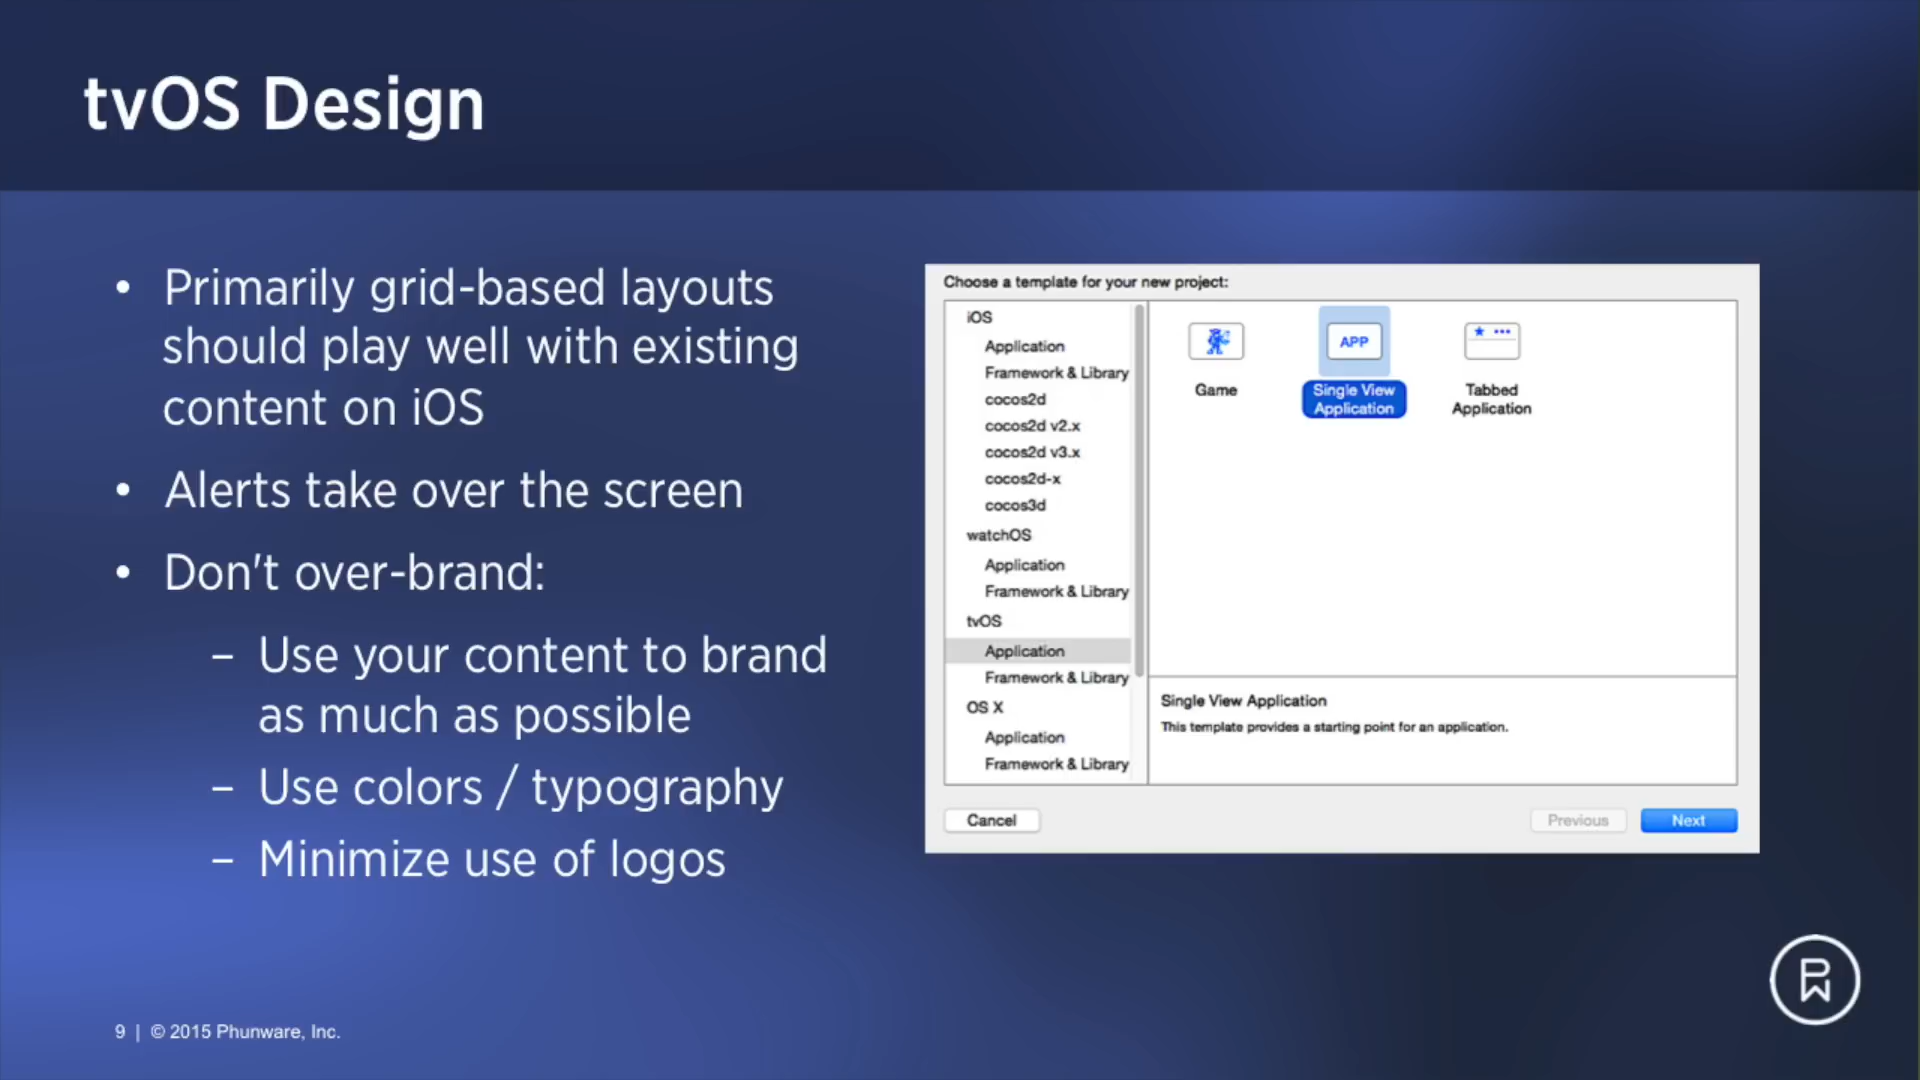 tvOS Design
• Primarily grid-based layouts
should play well with existing
content on iOS
• Alerts take over the screen
• Don't over-brand:
– Use your content to brand
as much as possible
– Use colors / typography
– Minimize use of logos
Choose a template for your new project:
iOS
Application
Framework & Library
cocos2d
cocos2d v2.x
cocos2d v3.x
cocos2d-x
cocos3d
watchOS
Application
Framework & Library
tvOS
Application
Framework & Library
OS X
Application
Framework & Library
APP
Game
Single View
Application
Tabbed
Application
Single View Application
This template provides a starting point for an application.
Cancel
Previous
Next
9 | © 2015 Phunware, Inc.
PW